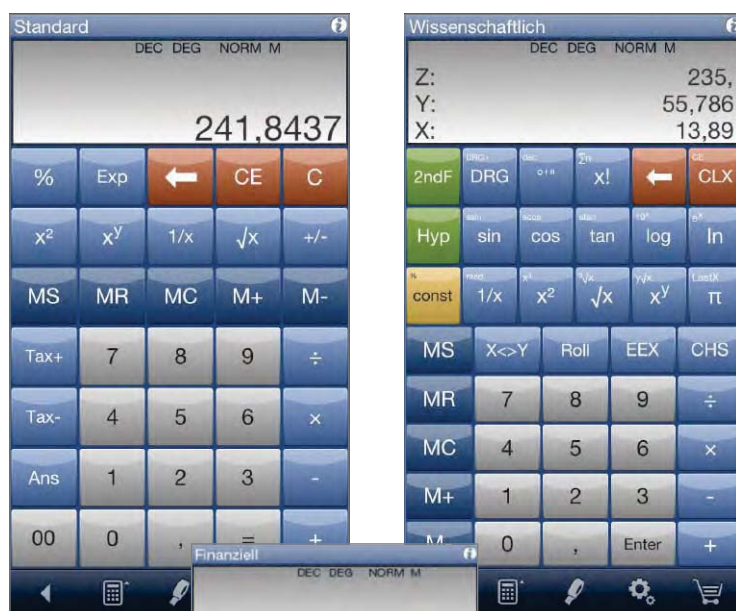 Standard
DEC DEG NORM M
241,8437
% Exp CE C
x² xʸ 1/x √x +/-
MS MR MC M+ M-
Tax+ 7 8 9 ÷
Tax- 4 5 6 ×
Ans 1 2 3 -
00 0 , = +
Wissenschaftlich
DEC DEG NORM M
Z: 235,
Y: 55,786
X: 13,89
CE
2ndF DRG x! CLX
Hyp sin cos tan log ln
const 1/x x² √x xʸ π
MS X<>Y Roll EEX CHS
MR 7 8 9 ÷
MC 4 5 6 ×
M+ 1 2 3 -
0 , Enter +
Finanziell
DEC DEG NORM M